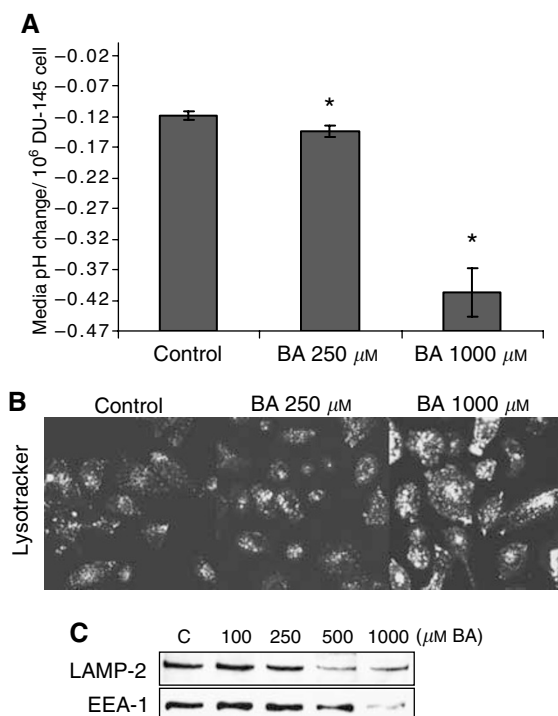 A
Media pH change/ 10⁶ DU-145 cell
−0.02
−0.07
−0.12
−0.17
−0.22
−0.27
−0.32
−0.37
−0.42
−0.47
*
*
Control BA 250 μM BA 1000 μM
B
Control BA 250 μM BA 1000 μM
Lysotracker
C
C 100 250 500 1000 (μM BA)
LAMP-2
EEA-1